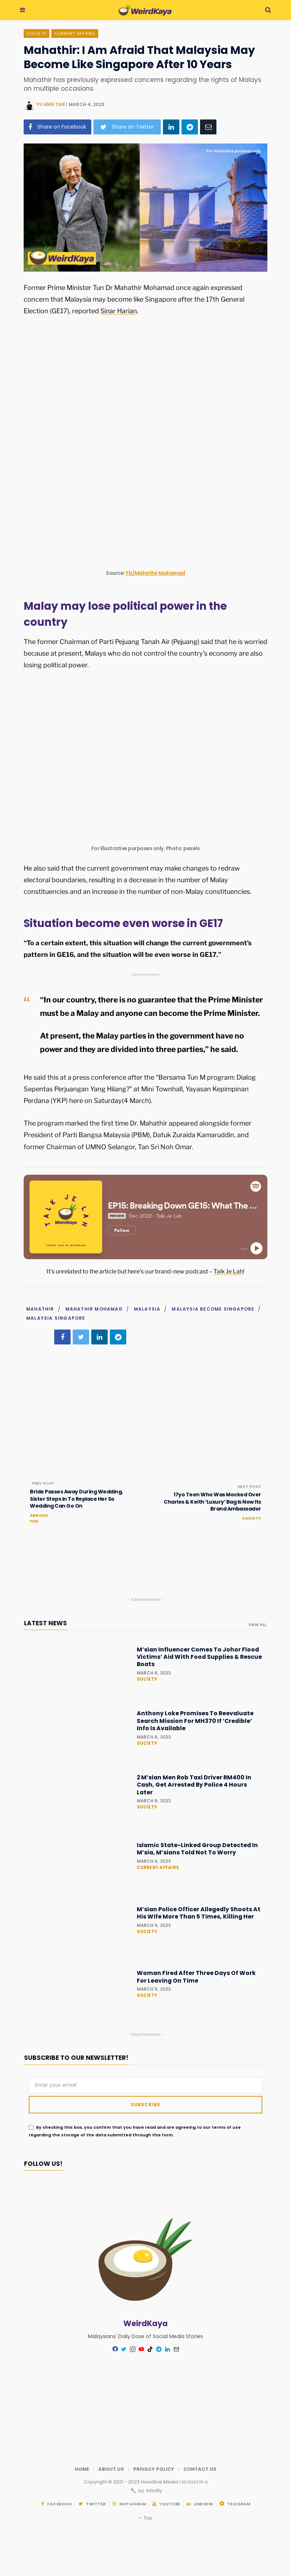 WeirdKaya
SOCIETY
CURRENT AFFAIRS
Mahathir: I Am Afraid That Malaysia May
Become Like Singapore After 10 Years
Mahathir has previously expressed concerns regarding the rights of Malays
on multiple occasions.
YU ANG TAN | MARCH 4, 2023
Share on Facebook
Share on Twitter
For illustrative purposes only
WeirdKaya
Former Prime Minister Tun Dr Mahathir Mohamad once again expressed
concern that Malaysia may become like Singapore after the 17th General
Election (GE17), reported Sinar Harian.
Source: Fb/Mahathir Mohamad
Malay may lose political power in the
country
The former Chairman of Parti Pejuang Tanah Air (Pejuang) said that he is worried
because at present, Malays who do not control the country's economy are also
losing political power.
For illustrative purposes only. Photo: pexels
He also said that the current government may make changes to redraw
electoral boundaries, resulting in a decrease in the number of Malay
constituencies and an increase in the number of non-Malay constituencies.
Situation become even worse in GE17
“To a certain extent, this situation will change the current government’s
pattern in GE16, and the situation will be even worse in GE17.”
- Advertisements -
“In our country, there is no guarantee that the Prime Minister
must be a Malay and anyone can become the Prime Minister.
At present, the Malay parties in the government have no
power and they are divided into three parties,” he said.
He said this at a press conference after the “Bersama Tun M program: Dialog
Sepentas Perjuangan Yang Hilang?” at Mini Townhall, Yayasan Kepimpinan
Perdana (YKP) here on Saturday(4 March).
The program marked the first time Dr. Mahathir appeared alongside former
President of Parti Bangsa Malaysia (PBM), Datuk Zuraida Kamaruddin, and
former Chairman of UMNO Selangor, Tan Sri Noh Omar.
TALK JE LAH
WeirdKaya
EP15: Breaking Down GE15: What The ...
PREVIEW Dec 2022 · Talk Je Lah
Follow
It’s unrelated to the article but here’s our brand-new podcast – Talk Je Lah!
MAHATHIR / MAHATHIR MOHAMAD / MALAYSIA / MALAYSIA BECOME SINGAPORE /
MALAYSIA SINGAPORE
PREV POST
Bride Passes Away During Wedding,
Sister Steps In To Replace Her So
Wedding Can Go On
ABROAD
FUN
NEXT POST
17yo Teen Who Was Mocked Over
Charles & Keith ‘Luxury’ Bag Is Now Its
Brand Ambassador
SOCIETY
- Advertisements -
LATEST NEWS
VIEW ALL
M’sian Influencer Comes To Johor Flood
Victims’ Aid With Food Supplies & Rescue
Boats
MARCH 6, 2023
SOCIETY
Anthony Loke Promises To Reevaluate
Search Mission For MH370 If ‘Credible’
Info Is Available
MARCH 6, 2023
SOCIETY
2 M’sian Men Rob Taxi Driver RM400 In
Cash, Get Arrested By Police 4 Hours
Later
MARCH 6, 2023
SOCIETY
Islamic State-Linked Group Detected In
M’sia, M’sians Told Not To Worry
MARCH 6, 2023
CURRENT AFFAIRS
M’sian Police Officer Allegedly Shoots At
His Wife More Than 5 Times, Killing Her
MARCH 5, 2023
SOCIETY
Woman Fired After Three Days Of Work
For Leaving On Time
MARCH 5, 2023
SOCIETY
- Advertisements -
SUBSCRIBE TO OUR NEWSLETTER!
Enter your email
SUBSCRIBE
By checking this box, you confirm that you have read and are agreeing to our terms of use
regarding the storage of the data submitted through this form.
FOLLOW US!
WeirdKaya
Malaysians' Daily Dose of Social Media Stories
HOME / ABOUT US / PRIVACY POLICY / CONTACT US
Copyright © 2021 - 2023 Headline Media
by Infinity
FACEBOOK
TWITTER
INSTAGRAM
YOUTUBE
LINKEDIN
TELEGRAM
Top